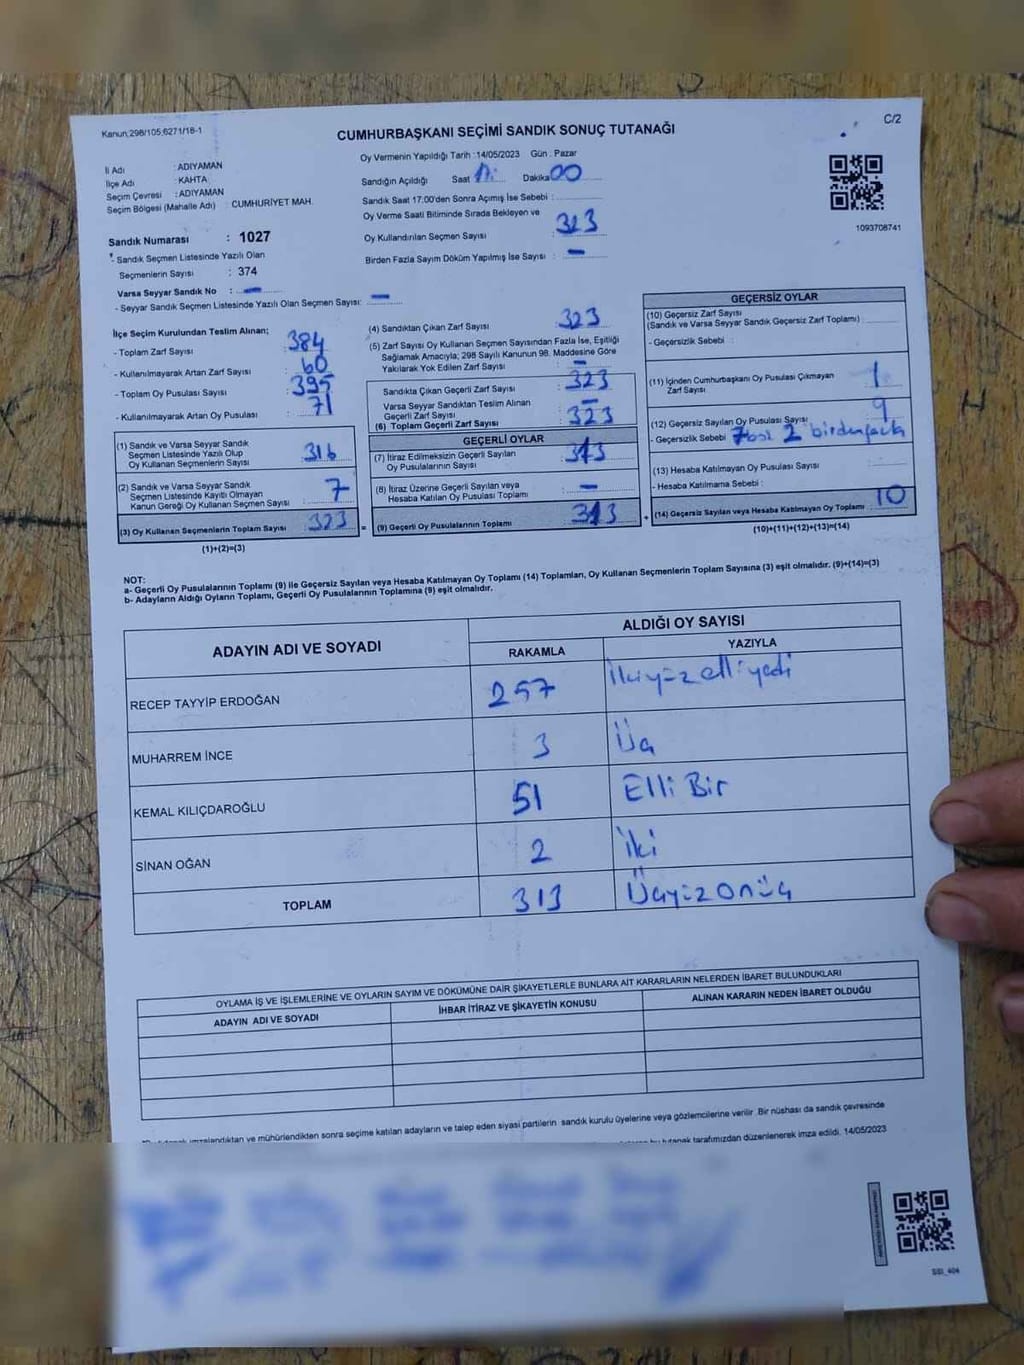 Kanun;298/105;6271/18-1
C/2
CUMHURBAŞKANI SEÇİMİ SANDIK SONUÇ TUTANAĞI
İl Adı : ADIYAMAN
İlçe Adı : KAHTA
Seçim Çevresi : ADIYAMAN
Seçim Bölgesi (Mahalle Adı) : CUMHURİYET MAH.
Oy Vermenin Yapıldığı Tarih :14/05/2023 Gün : Pazar
Sandığın Açıldığı Saat Dakika 00
Sandık Saat 17.00'den Sonra Açımış İse Sebebi :
Oy Verme Saati Bitiminde Sırada Bekleyen ve
Oy Kullandırılan Seçmen Sayısı : 323
Birden Fazla Sayım Döküm Yapılmış İse Sayısı : -
1093708741
Sandık Numarası : 1027
- Sandık Seçmen Listesinde Yazılı Olan
Seçmenlerin Sayısı : 374
Varsa Seyyar Sandık No : -
- Seyyar Sandık Seçmen Listesinde Yazılı Olan Seçmen Sayısı: -
İlçe Seçim Kurulundan Teslim Alınan;
- Toplam Zarf Sayısı : 384
- Kullanılmayarak Artan Zarf Sayısı : 60
- Toplam Oy Pusulası Sayısı : 395
- Kullanılmayarak Artan Oy Pusulası : 71
(1) Sandık ve Varsa Seyyar Sandık
Seçmen Listesinde Yazılı Olup
Oy Kullanan Seçmenlerin Sayısı : 316
(2) Sandık ve Varsa Seyyar Sandık
Seçmen Listesinde Kayıtlı Olmayan
Kanun Gereği Oy Kullanan Seçmen Sayısı : 7
(3) Oy Kullanan Seçmenlerin Toplam Sayısı : 323
(1)+(2)=(3)
(4) Sandıktan Çıkan Zarf Sayısı : 323
(5) Zarf Sayısı Oy Kullanan Seçmen Sayısından Fazla İse, Eşitliği
Sağlamak Amacıyla; 298 Sayılı Kanunun 98. Maddesine Göre
Yakılarak Yok Edilen Zarf Sayısı : -
Sandıkta Çıkan Geçerli Zarf Sayısı : 323
Varsa Seyyar Sandıktan Teslim Alınan
Geçerli Zarf Sayısı : -
(6) Toplam Geçerli Zarf Sayısı : 323
GEÇERLİ OYLAR
(7) İtiraz Edilmeksizin Geçerli Sayılan
Oy Pusulalarının Sayısı : 313
(8) İtiraz Üzerine Geçerli Sayılan veya
Hesaba Katılan Oy Pusulası Toplamı : -
= (9) Geçerli Oy Pusulalarının Toplamı : 313 +
GEÇERSİZ OYLAR
(10) Geçersiz Zarf Sayısı
(Sandık ve Varsa Seyyar Sandık Geçersiz Zarf Toplamı) :
- Geçersizlik Sebebi :
(11) İçinden Cumhurbaşkanı Oy Pusulası Çıkmayan
Zarf Sayısı : 1
(12) Geçersiz Sayılan Oy Pusulası Sayısı : 9
- Geçersizlik Sebebi : 7boş 2 birdenfazla
(13) Hesaba Katılmayan Oy Pusulası Sayısı :
- Hesaba Katılmama Sebebi :
(14) Geçersiz Sayılan veya Hesaba Katılmayan Oy Toplamı : 10
(10)+(11)+(12)+(13)=(14)
NOT:
a- Geçerli Oy Pusulalarının Toplamı (9) ile Geçersiz Sayılan veya Hesaba Katılmayan Oy Toplamı (14) Toplamları, Oy Kullanan Seçmenlerin Toplam Sayısına (3) eşit olmalıdır. (9)+(14)=(3)
b- Adayların Aldığı Oyların Toplamı, Geçerli Oy Pusulalarının Toplamına (9) eşit olmalıdır.
ADAYIN ADI VE SOYADI ALDIĞI OY SAYISI
RAKAMLA YAZIYLA
RECEP TAYYİP ERDOĞAN 257 İkiyüz elli yedi
MUHARREM İNCE 3 Üç
KEMAL KILIÇDAROĞLU 51 Elli Bir
SİNAN OĞAN 2 İki
TOPLAM 313 Üçyüz Onüç
OYLAMA İŞ VE İŞLEMLERİNE VE OYLARIN SAYIM VE DÖKÜMÜNE DAİR ŞİKAYETLERLE BUNLARA AİT KARARLARIN NELERDEN İBARET BULUNDUKLARI
ADAYIN ADI VE SOYADI İHBAR İTİRAZ VE ŞİKAYETİN KONUSU ALINAN KARARIN NEDEN İBARET OLDUĞU
imzalandıktan ve mühürlendikten sonra seçime katılan adayların ve talep eden siyasi partilerin sandık kurulu üyelerine veya gözlemcilerine verilir. Bir nüshası da sandık çevresinde
bu tutanak tarafımızdan düzenlenerek imza edildi. 14/05/2023
SSI_404